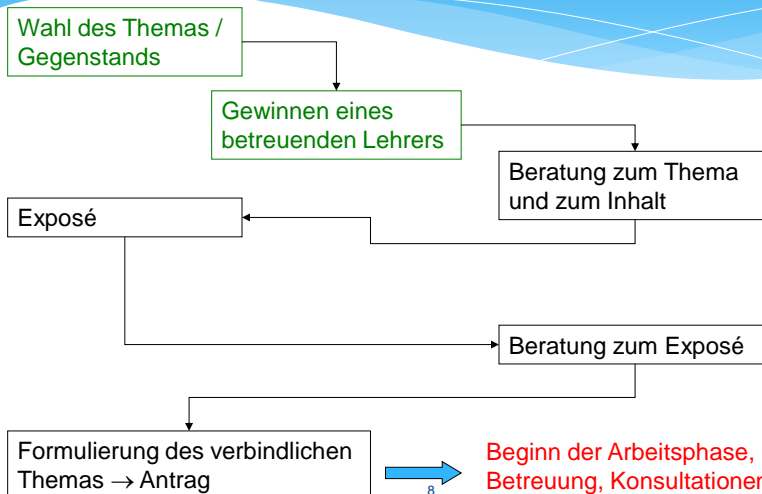 Wahl des Themas /
Gegenstands
Gewinnen eines
betreuenden Lehrers
Beratung zum Thema
und zum Inhalt
Exposé
Beratung zum Exposé
Formulierung des verbindlichen
Themas → Antrag
Beginn der Arbeitsphase,
Betreuung, Konsultationen
8